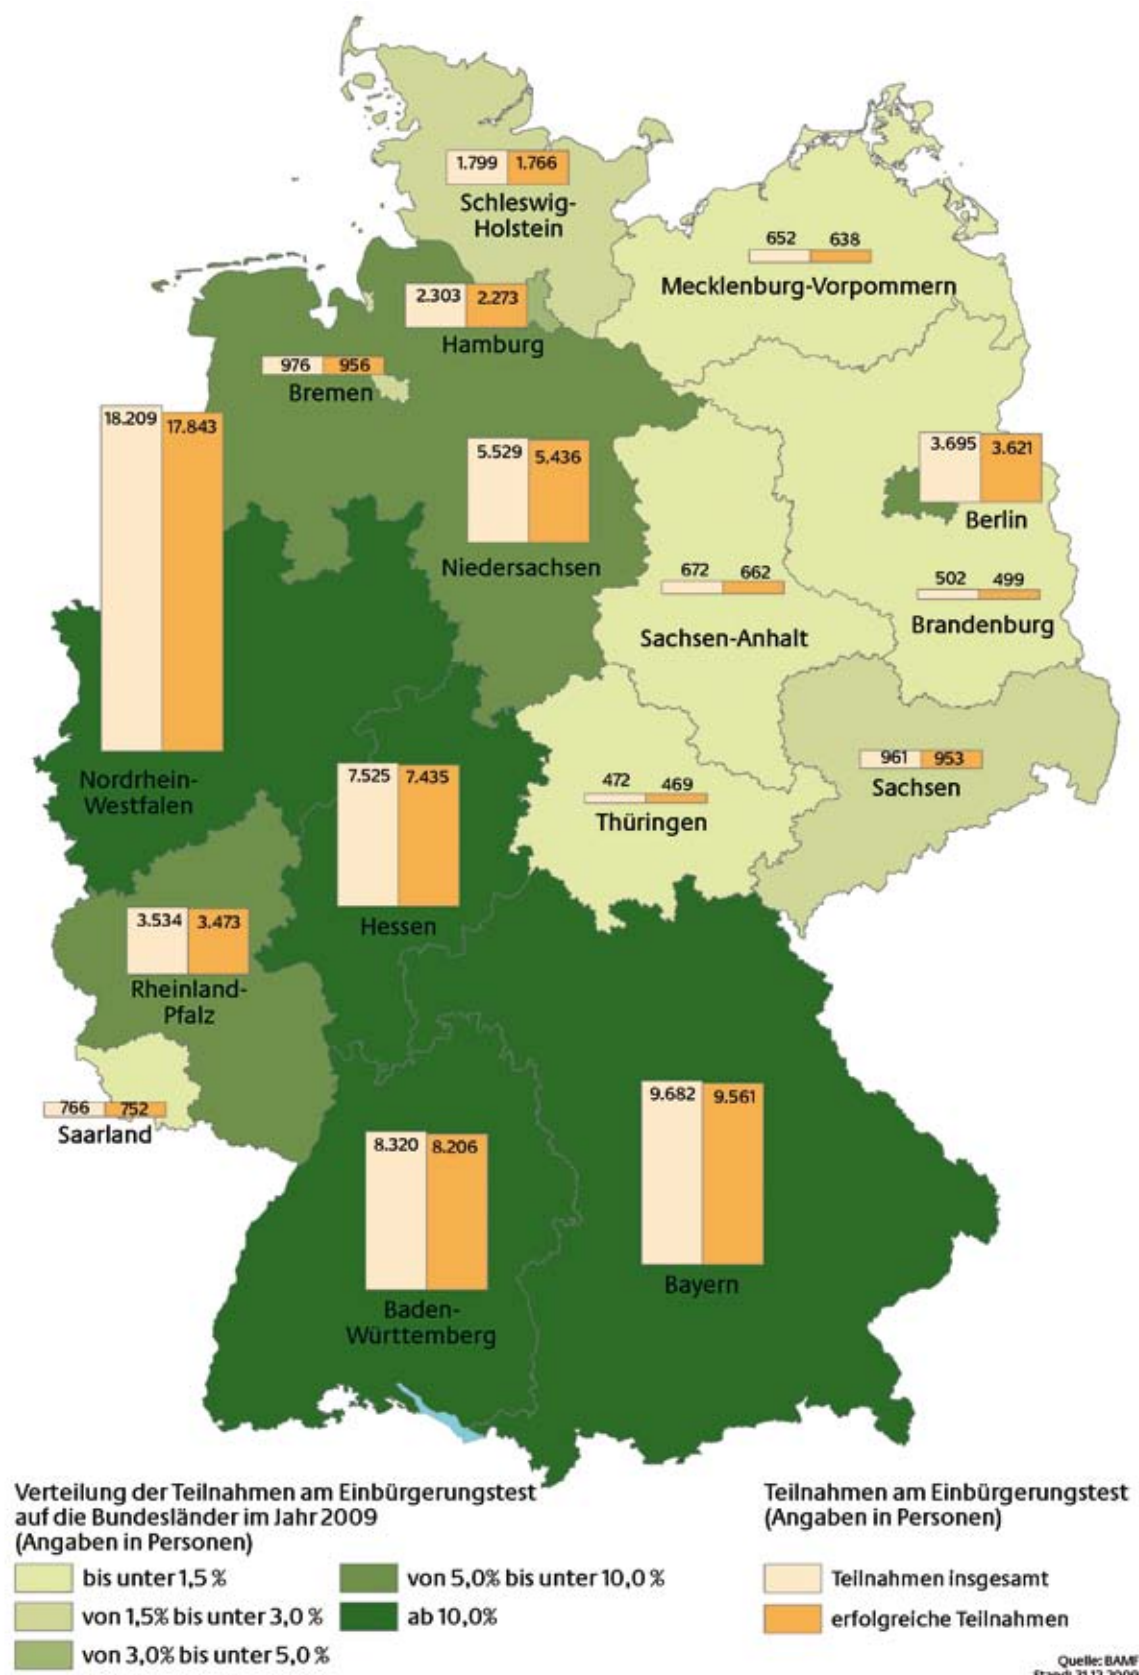 1.799 1.766
Schleswig-
Holstein
652 638
Mecklenburg-Vorpommern
2.303 2.273
Hamburg
976 956
Bremen
18.209 17.843
Nordrhein-
Westfalen
5.529 5,436
Niedersachsen
3.695 3.621
Berlin
672 662
Sachsen-Anhalt
502 499
Brandenburg
961 953
Sachsen
7.525 7.435
Hessen
472 469
Thüringen
3.534 3.473
Rheinland-
Pfalz
766 752
Saarland
8.320 8.206
Baden-
Württemberg
9.682 9.561
Bayern
Verteilung der Teilnahmen am Einbürgerungstest
auf die Bundesländer im Jahr 2009
(Angaben in Personen)
bis unter 1,5 %
von 1,5% bis unter 3,0 %
von 3,0% bis unter 5,0 %
von 5,0% bis unter 10,0 %
ab 10,0%
Teilnahmen am Einbürgerungstest
(Angaben in Personen)
Teilnahmen insgesamt
erfolgreiche Teilnahmen
Quelle: BAMF
Stand: 31.12.2009